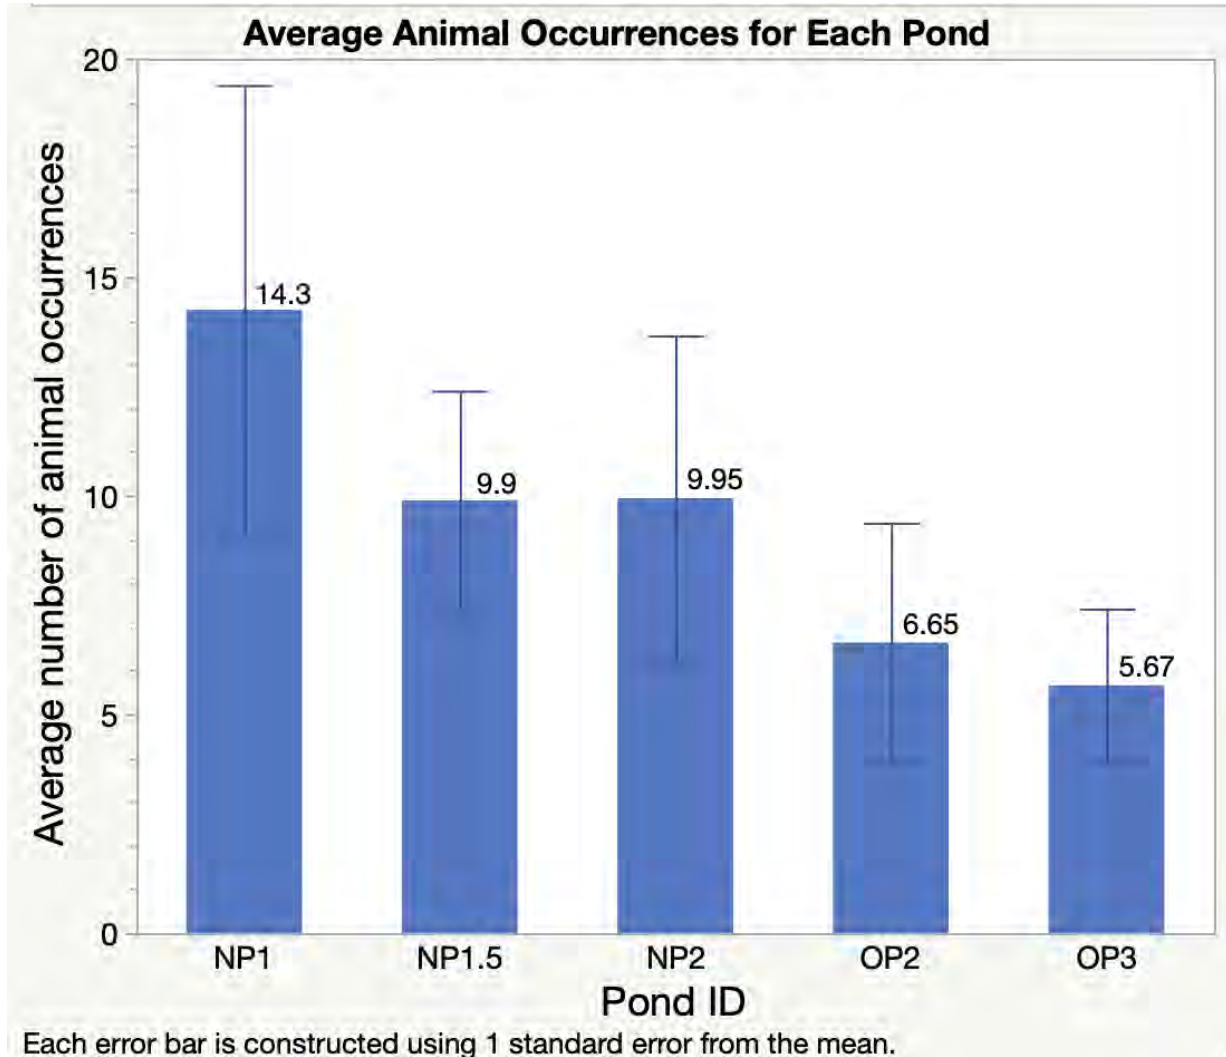 Average Animal Occurrences for Each Pond
Average number of animal occurrences
20
15
10
5
0
14.3
9.9
9.95
6.65
5.67
NP1
NP1.5
NP2
OP2
OP3
Pond ID
Each error bar is constructed using 1 standard error from the mean.